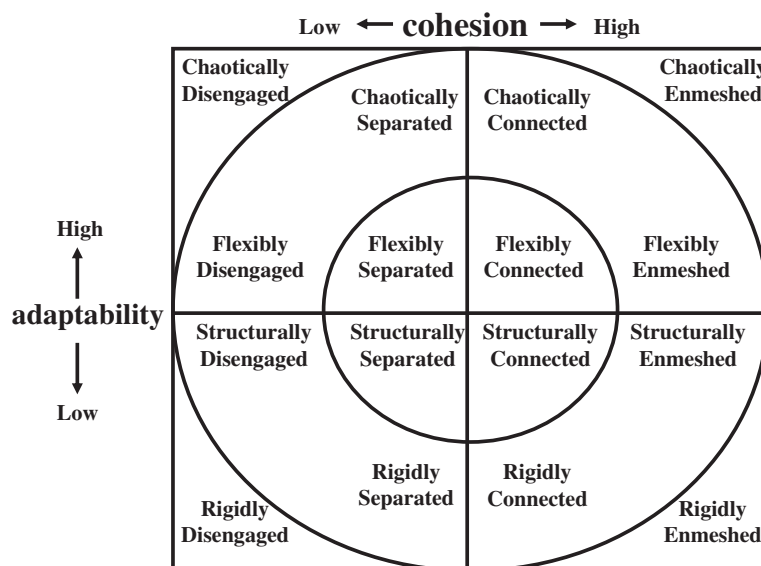 Low cohesion High
Chaotically
Disengaged
Chaotically
Separated
Chaotically
Connected
Chaotically
Enmeshed
High
adaptability
Low
Flexibly
Disengaged
Flexibly
Separated
Flexibly
Connected
Flexibly
Enmeshed
Structurally
Disengaged
Structurally
Separated
Structurally
Connected
Structurally
Enmeshed
Rigidly
Disengaged
Rigidly
Separated
Rigidly
Connected
Rigidly
Enmeshed